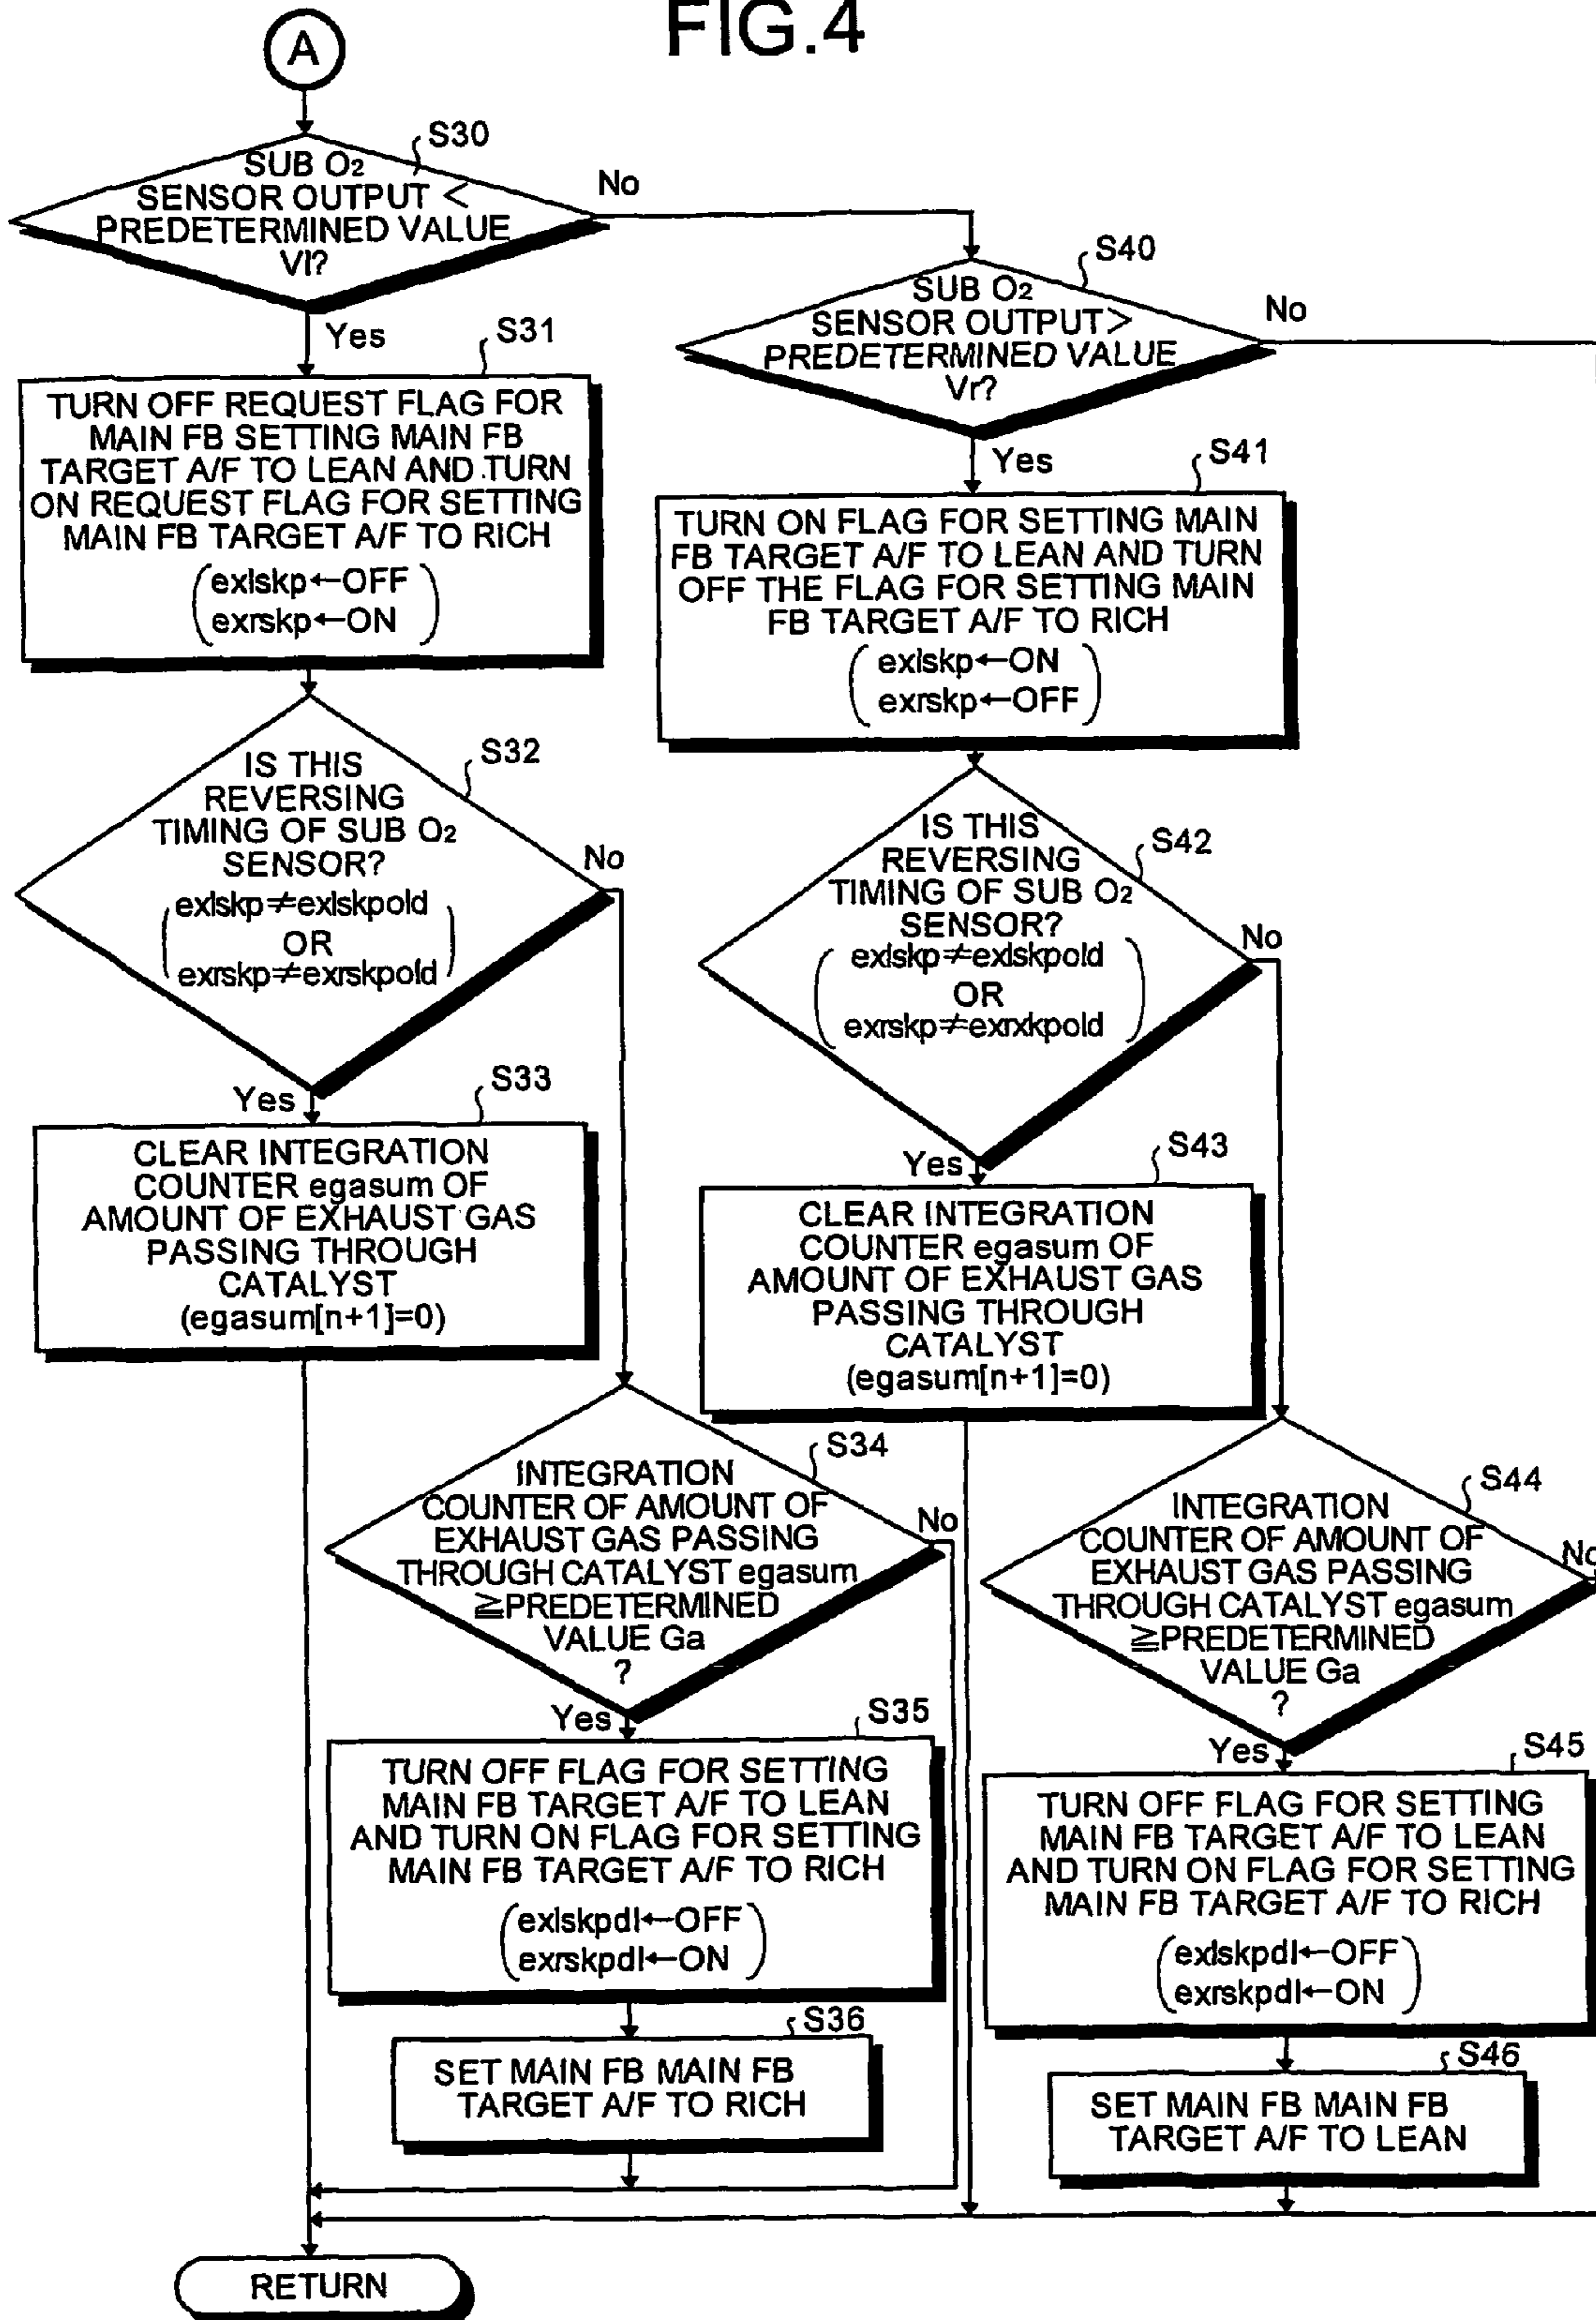 FIG.4
A
S30
SUB O2
SENSOR OUTPUT <
PREDETERMINED VALUE
Vl?
No
Yes
S31
TURN OFF REQUEST FLAG FOR
MAIN FB SETTING MAIN FB
TARGET A/F TO LEAN AND TURN
ON REQUEST FLAG FOR SETTING
MAIN FB TARGET A/F TO RICH
(exlskp←OFF
exrskp←ON)
S32
IS THIS
REVERSING
TIMING OF SUB O2
SENSOR?
(exlskp≠exlskpold
OR
exrskp≠exrskpold)
No
Yes
S33
CLEAR INTEGRATION
COUNTER egasum OF
AMOUNT OF EXHAUST GAS
PASSING THROUGH
CATALYST
(egasum[n+1]=0)
S34
INTEGRATION
COUNTER OF AMOUNT OF
EXHAUST GAS PASSING
THROUGH CATALYST egasum
≧PREDETERMINED
VALUE Ga
?
No
Yes
S35
TURN OFF FLAG FOR SETTING
MAIN FB TARGET A/F TO LEAN
AND TURN ON FLAG FOR SETTING
MAIN FB TARGET A/F TO RICH
(exlskpdl←OFF
exrskpdl←ON)
S36
SET MAIN FB MAIN FB
TARGET A/F TO RICH
S40
SUB O2
SENSOR OUTPUT>
PREDETERMINED VALUE
Vr?
No
Yes
S41
TURN ON FLAG FOR SETTING MAIN
FB TARGET A/F TO LEAN AND TURN
OFF THE FLAG FOR SETTING MAIN
FB TARGET A/F TO RICH
(exlskp←ON
exrskp←OFF)
S42
IS THIS
REVERSING
TIMING OF SUB O2
SENSOR?
(exlskp≠exlskpold
OR
exrskp≠exrxkpold)
No
Yes
S43
CLEAR INTEGRATION
COUNTER egasum OF
AMOUNT OF EXHAUST GAS
PASSING THROUGH
CATALYST
(egasum[n+1]=0)
S44
INTEGRATION
COUNTER OF AMOUNT OF
EXHAUST GAS PASSING
THROUGH CATALYST egasum
≧PREDETERMINED
VALUE Ga
?
No
Yes
S45
TURN OFF FLAG FOR SETTING
MAIN FB TARGET A/F TO LEAN
AND TURN ON FLAG FOR SETTING
MAIN FB TARGET A/F TO RICH
(exlskpdl←OFF
exrskpdl←ON)
S46
SET MAIN FB MAIN FB
TARGET A/F TO LEAN
RETURN